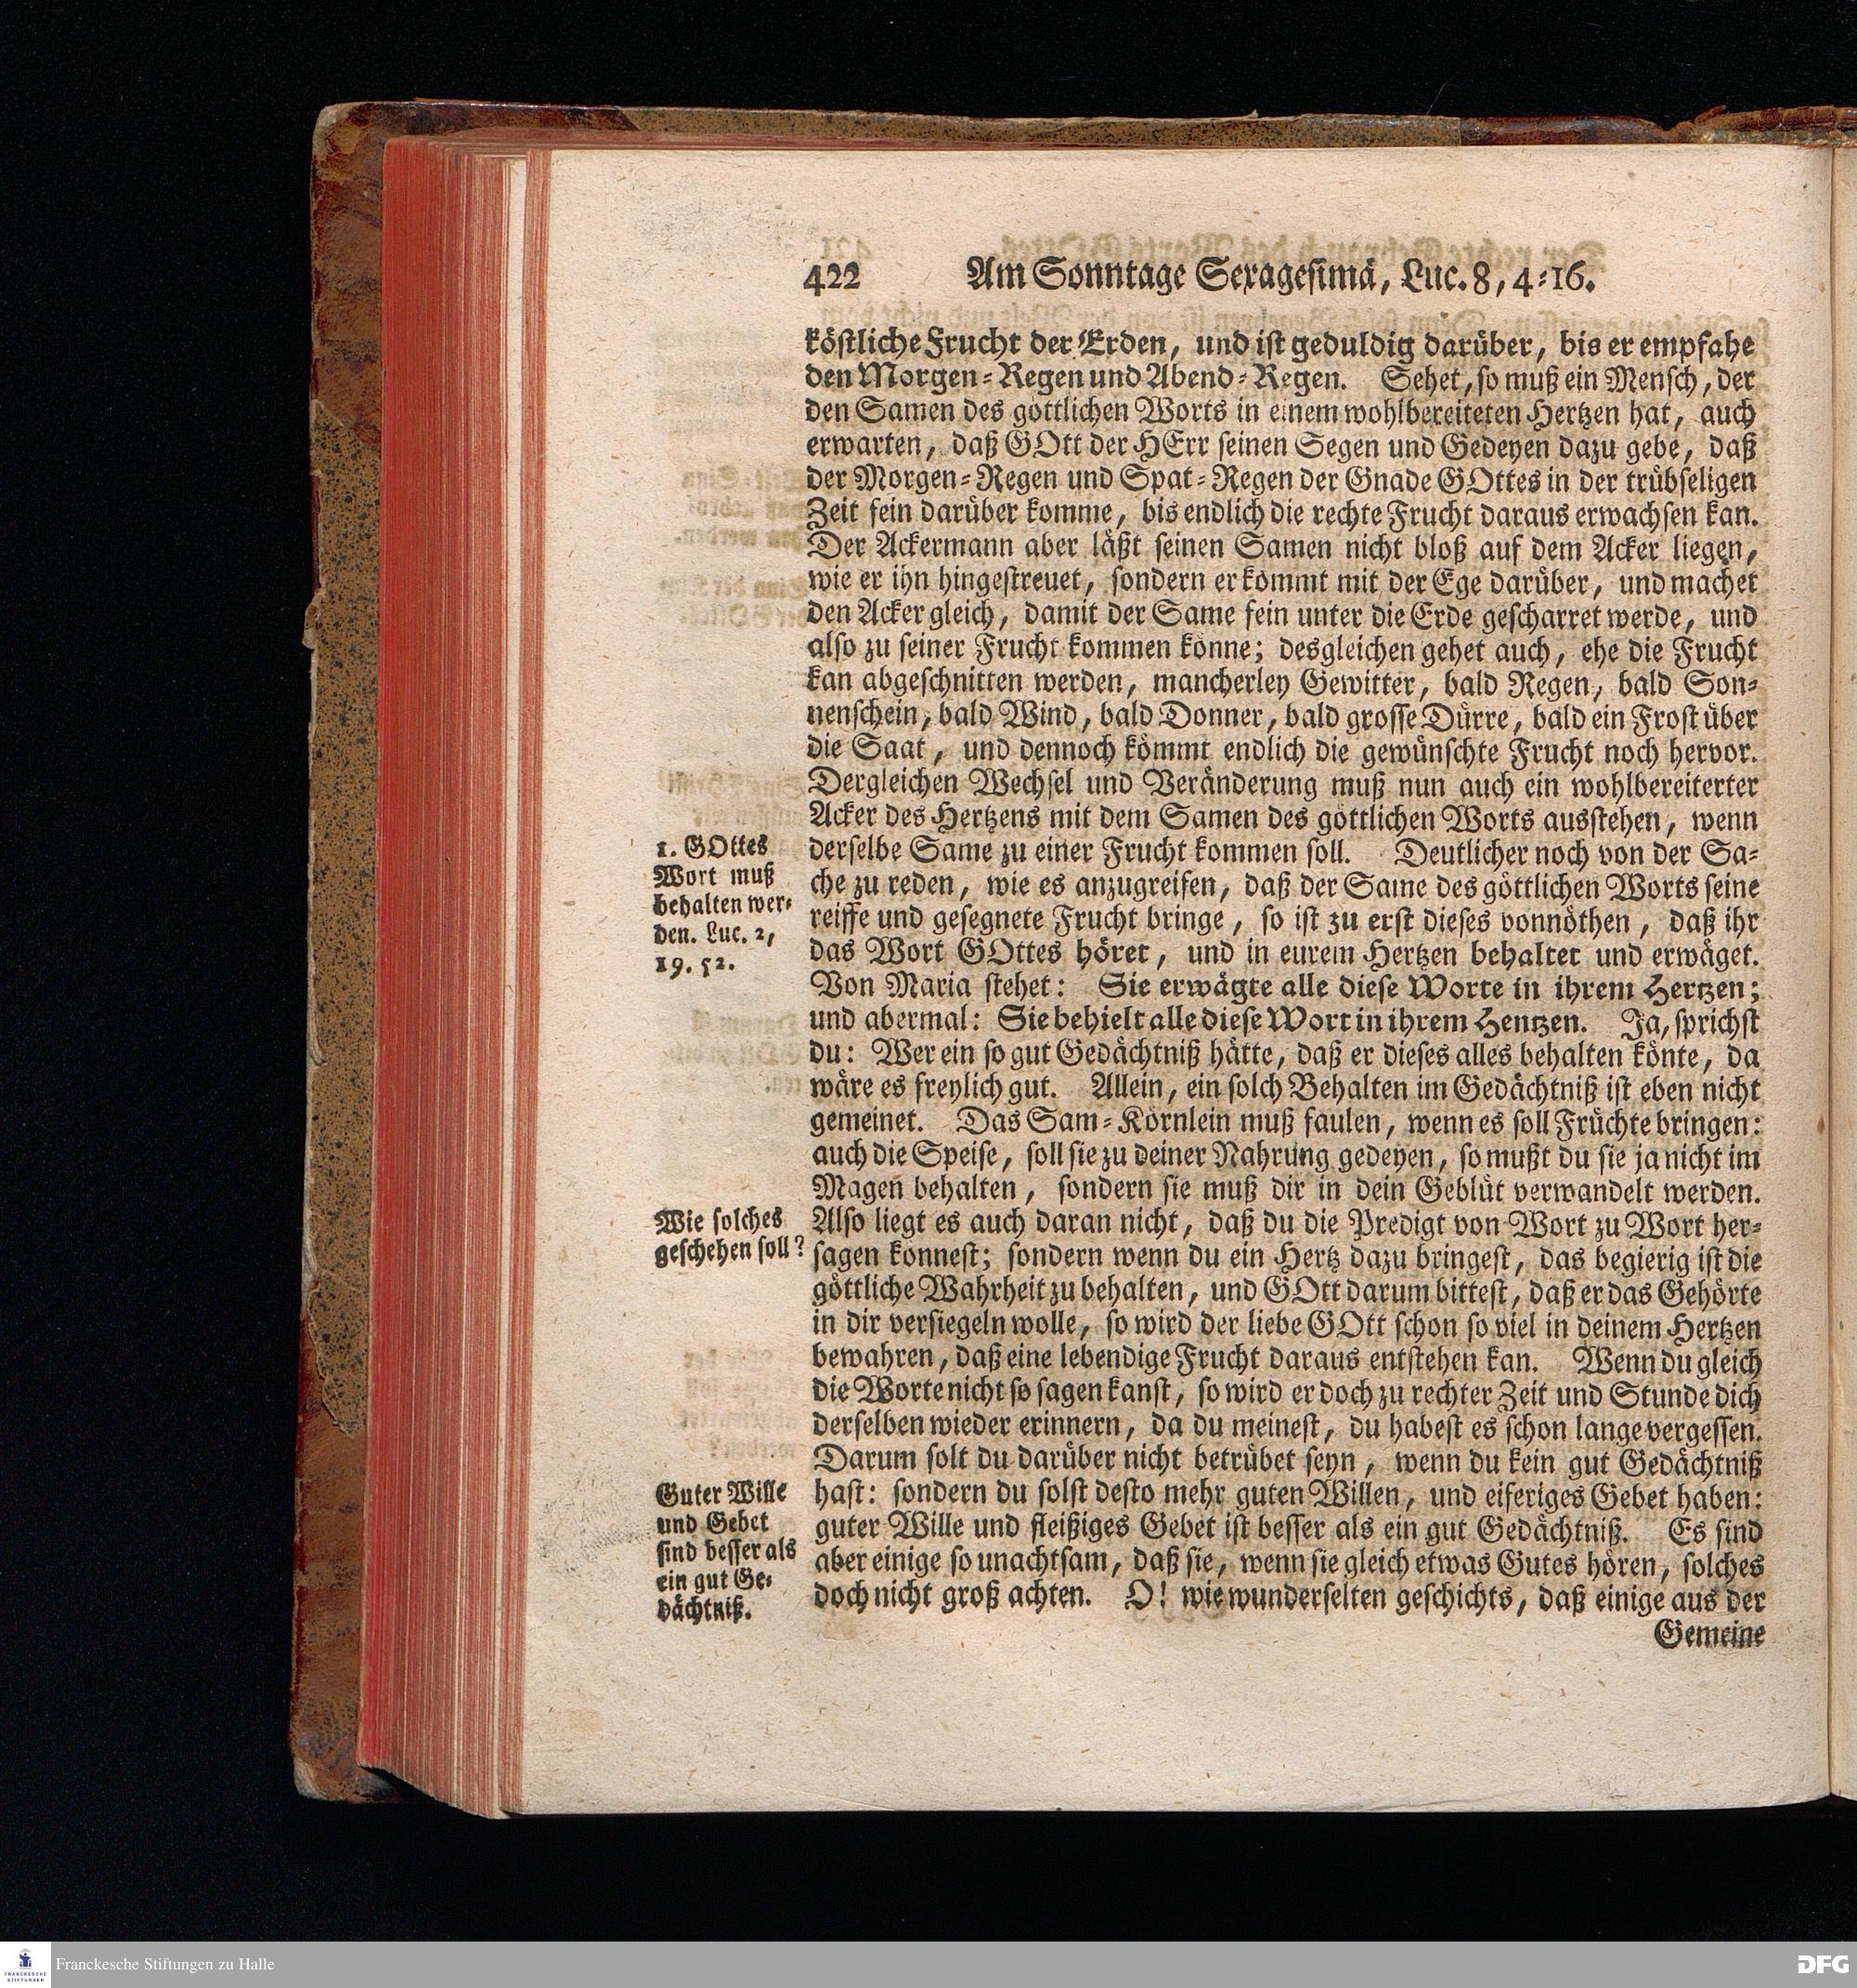 422 Am Sonntage Sexagesimä, Luc. 8, 4-16.
köstliche Frucht der Erden, und ist geduldig darüber, bis er empfahe
den Morgen-Regen und Abend-Regen. Sehet, so muß ein Mensch, der
den Samen des göttlichen Worts in einem wohlbereiteten Hertzen hat, auch
erwarten, daß GOtt der HErr seinen Segen und Gedeyen dazu gebe, daß
der Morgen-Regen und Spat-Regen der Gnade GOttes in der trübseligen
Zeit fein darüber komme, bis endlich die rechte Frucht daraus erwachsen kan.
Der Ackermann aber läßt seinen Samen nicht bloß auf dem Acker liegen,
wie er ihn hingestreuet, sondern er kömmt mit der Ege darüber, und machet
den Acker gleich, damit der Same fein unter die Erde gescharret werde, und
also zu seiner Frucht kommen könne; desgleichen gehet auch, ehe die Frucht
kan abgeschnitten werden, mancherley Gewitter, bald Regen, bald Son-
nenschein, bald Wind, bald Donner, bald grosse Dürre, bald ein Frost über
die Saat, und dennoch kömmt endlich die gewünschte Frucht noch hervor.
Dergleichen Wechsel und Veränderung muß nun auch ein wohlbereiterter
Acker des Hertzens mit dem Samen des göttlichen Worts ausstehen, wenn
derselbe Same zu einer Frucht kommen soll. Deutlicher noch von der Sa-
che zu reden, wie es anzugreifen, daß der Same des göttlichen Worts seine
reiffe und gesegnete Frucht bringe, so ist zu erst dieses vonnöthen, daß ihr
das Wort GOttes höret, und in eurem Hertzen behaltet und erwäget.
Von Maria stehet: Sie erwägte alle diese Worte in ihrem Hertzen;
und abermal: Sie behielt alle diese Wort in ihrem Hentzen. Ja, sprichst
du: Wer ein so gut Gedächtniß hätte, daß er dieses alles behalten könte, da
wäre es freylich gut. Allein, ein solch Behalten im Gedächtniß ist eben nicht
gemeinet. Das Sam-Körnlein muß faulen, wenn es soll Früchte bringen:
auch die Speise, soll sie zu deiner Nahrung gedeyen, so mußt du sie ja nicht im
Magen behalten, sondern sie muß dir in dein Geblüt verwandelt werden.
Also liegt es auch daran nicht, daß du die Predigt von Wort zu Wort her-
sagen könnest; sondern wenn du ein Hertz dazu bringest, das begierig ist die
göttliche Wahrheit zu behalten, und GOtt darum bittest, daß er das Gehörte
in dir versiegeln wolle, so wird der liebe GOtt schon so viel in deinem Hertzen
bewahren, daß eine lebendige Frucht daraus entstehen kan. Wenn du gleich
die Worte nicht so sagen kanst, so wird er doch zu rechter Zeit und Stunde dich
derselben wieder erinnern, da du meinest, du habest es schon lange vergessen.
Darum solt du darüber nicht betrübet seyn, wenn du kein gut Gedächtniß
hast: sondern du solst desto mehr guten Willen, und eiferiges Gebet haben:
guter Wille und fleißiges Gebet ist besser als ein gut Gedächtniß. Es sind
aber einige so unachtsam, daß sie, wenn sie gleich etwas Gutes hören, solches
doch nicht groß achten. O! wie wunderselten geschichts, daß einige aus der
Gemeine
1. GOttes
Wort muß
behalten wer-
den. Luc. 2,
19. 52.
Wie solches
geschehen soll?
Guter Wille
und Gebet
sind besser als
ein gut Ge-
dächtniß.
FRANCKESCHE
STIFTUNGEN
Franckesche Stiftungen zu Halle
DFG